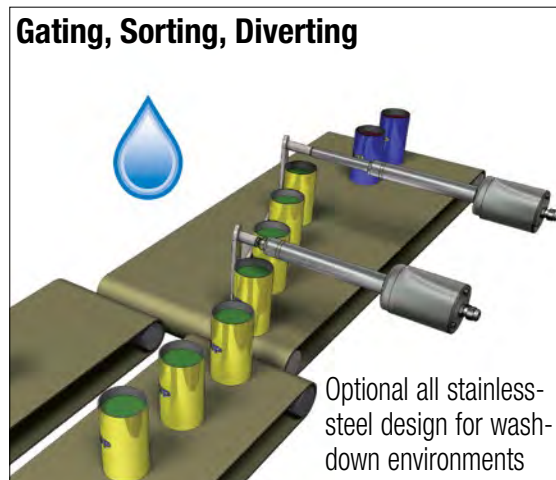 Gating, Sorting, Diverting
Optional all stainless-
steel design for wash-
down environments